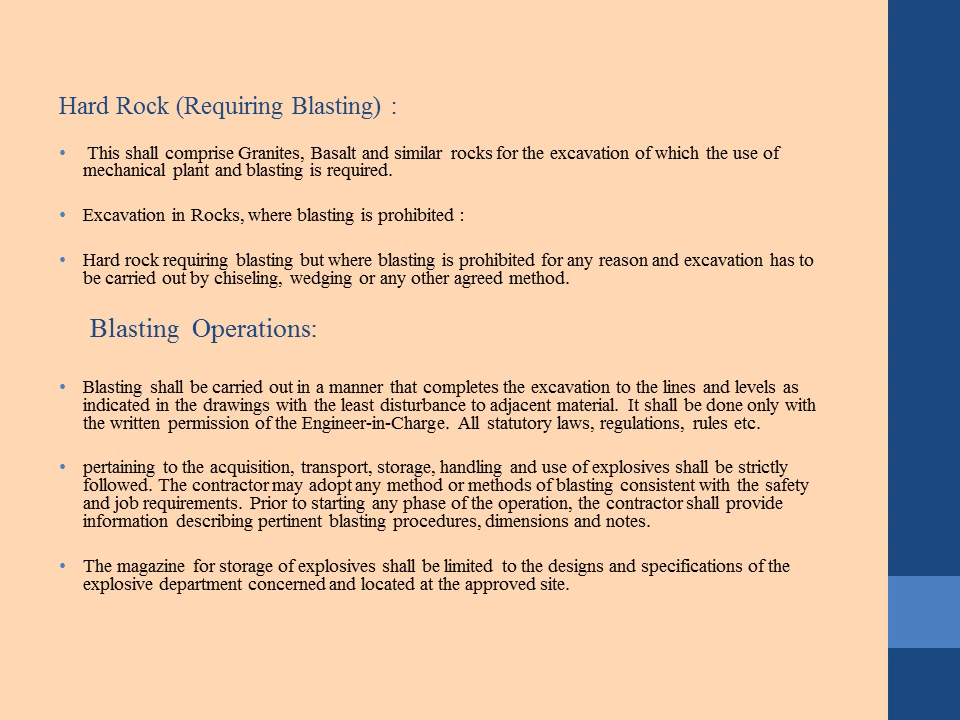 Hard Rock (Requiring Blasting) :
• This shall comprise Granites, Basalt and similar rocks for the excavation of which the use of
mechanical plant and blasting is required.
• Excavation in Rocks, where blasting is prohibited :
• Hard rock requiring blasting but where blasting is prohibited for any reason and excavation has to
be carried out by chiseling, wedging or any other agreed method.
Blasting Operations:
• Blasting shall be carried out in a manner that completes the excavation to the lines and levels as
indicated in the drawings with the least disturbance to adjacent material. It shall be done only with
the written permission of the Engineer-in-Charge. All statutory laws, regulations, rules etc.
• pertaining to the acquisition, transport, storage, handling and use of explosives shall be strictly
followed. The contractor may adopt any method or methods of blasting consistent with the safety
and job requirements. Prior to starting any phase of the operation, the contractor shall provide
information describing pertinent blasting procedures, dimensions and notes.
• The magazine for storage of explosives shall be limited to the designs and specifications of the
explosive department concerned and located at the approved site.